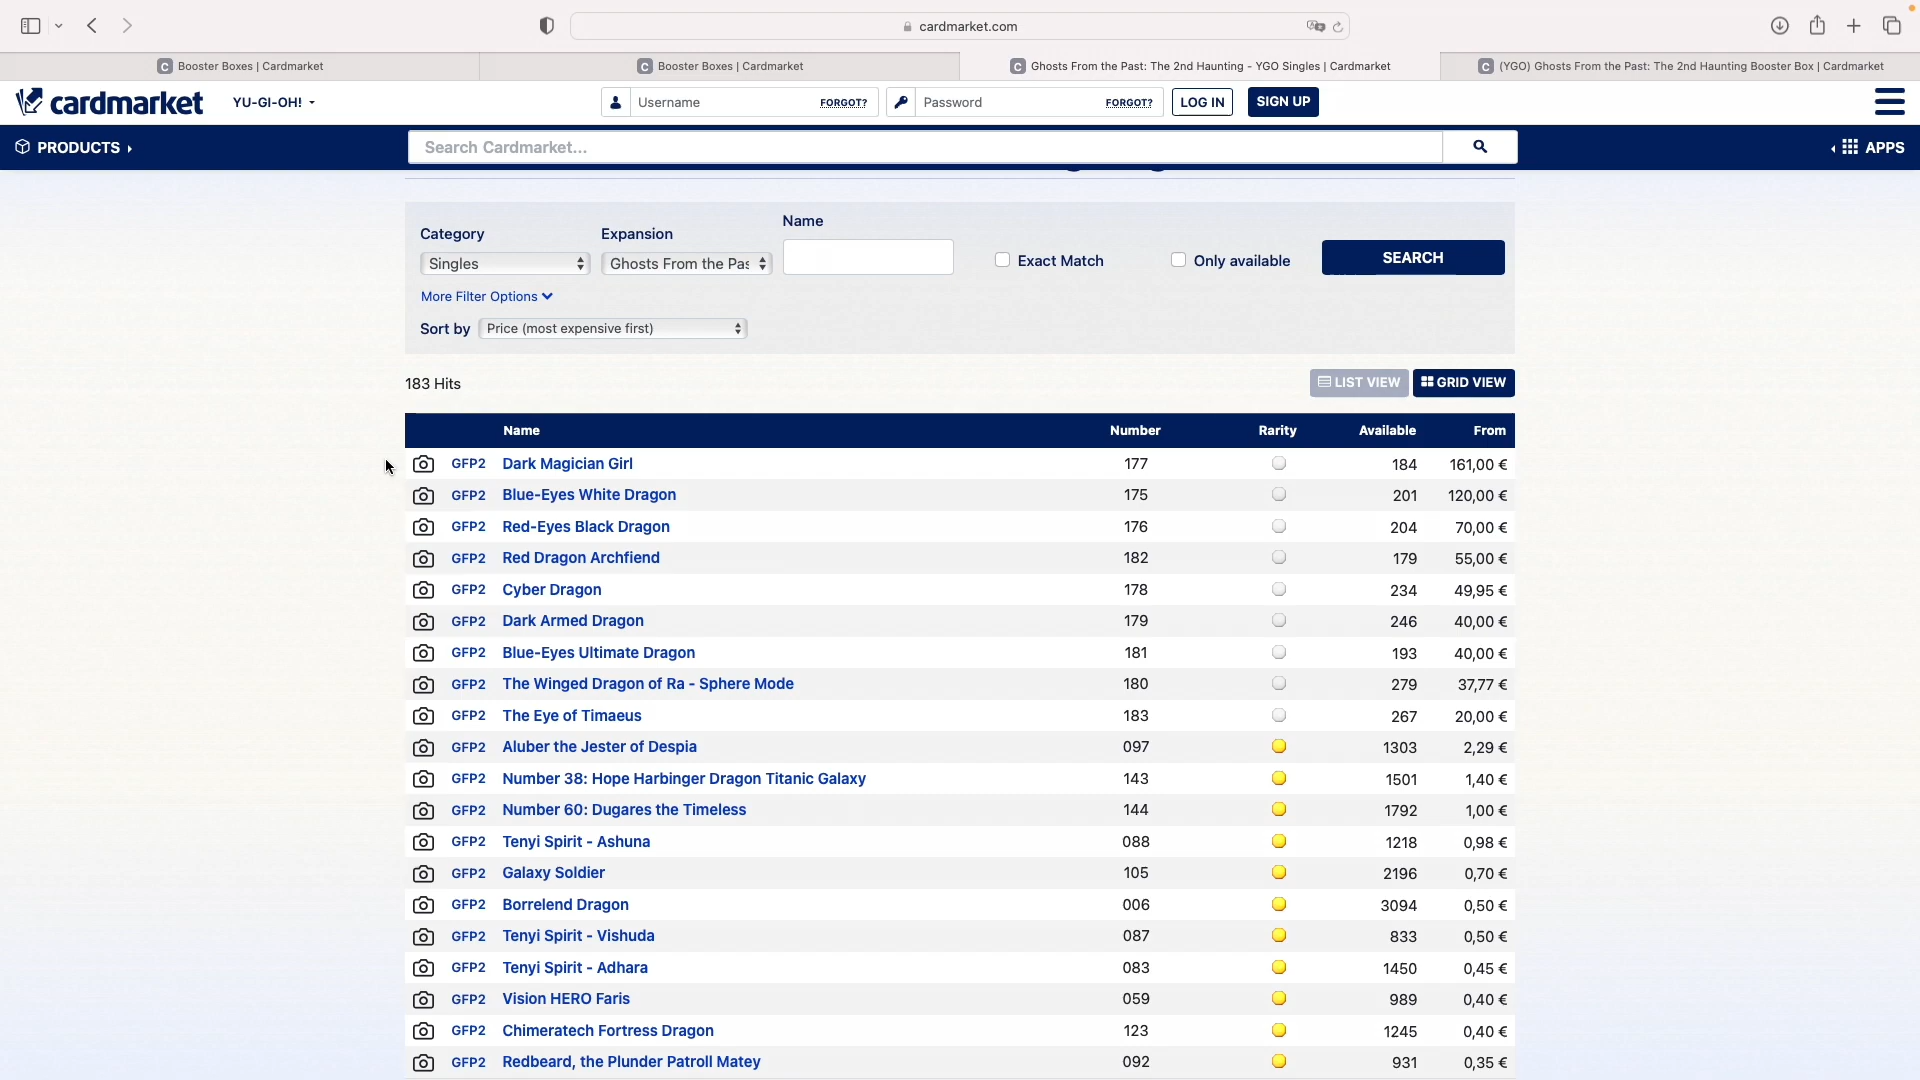 cardmarket.com
Booster Boxes | Cardmarket
Booster Boxes | Cardmarket
Ghosts From the Past: The 2nd Haunting - YGO Singles | Cardmarket
(YGO) Ghosts From the Past: The 2nd Haunting Booster Box | Cardmarket
cardmarket YU-GI-OH! Username FORGOT? Password FORGOT? LOG IN SIGN UP
PRODUCTS Search Cardmarket... APPS
Name
Category Expansion
Singles Ghosts From the Pas Exact Match Only available SEARCH
More Filter Options
Sort by Price (most expensive first)
183 Hits LIST VIEW GRID VIEW
Name Number Rarity Available From
GFP2 Dark Magician Girl 177 184 161,00 €
GFP2 Blue-Eyes White Dragon 175 201 120,00 €
GFP2 Red-Eyes Black Dragon 176 204 70,00 €
GFP2 Red Dragon Archfiend 182 179 55,00 €
GFP2 Cyber Dragon 178 234 49,95 €
GFP2 Dark Armed Dragon 179 246 40,00 €
GFP2 Blue-Eyes Ultimate Dragon 181 193 40,00 €
GFP2 The Winged Dragon of Ra - Sphere Mode 180 279 37,77 €
GFP2 The Eye of Timaeus 183 267 20,00 €
GFP2 Aluber the Jester of Despia 097 1303 2,29 €
GFP2 Number 38: Hope Harbinger Dragon Titanic Galaxy 143 1501 1,40 €
GFP2 Number 60: Dugares the Timeless 144 1792 1,00 €
GFP2 Tenyi Spirit - Ashuna 088 1218 0,98 €
GFP2 Galaxy Soldier 105 2196 0,70 €
GFP2 Borrelend Dragon 006 3094 0,50 €
GFP2 Tenyi Spirit - Vishuda 087 833 0,50 €
GFP2 Tenyi Spirit - Adhara 083 1450 0,45 €
GFP2 Vision HERO Faris 059 989 0,40 €
GFP2 Chimeratech Fortress Dragon 123 1245 0,40 €
GFP2 Redbeard, the Plunder Patroll Matey 092 931 0,35 €